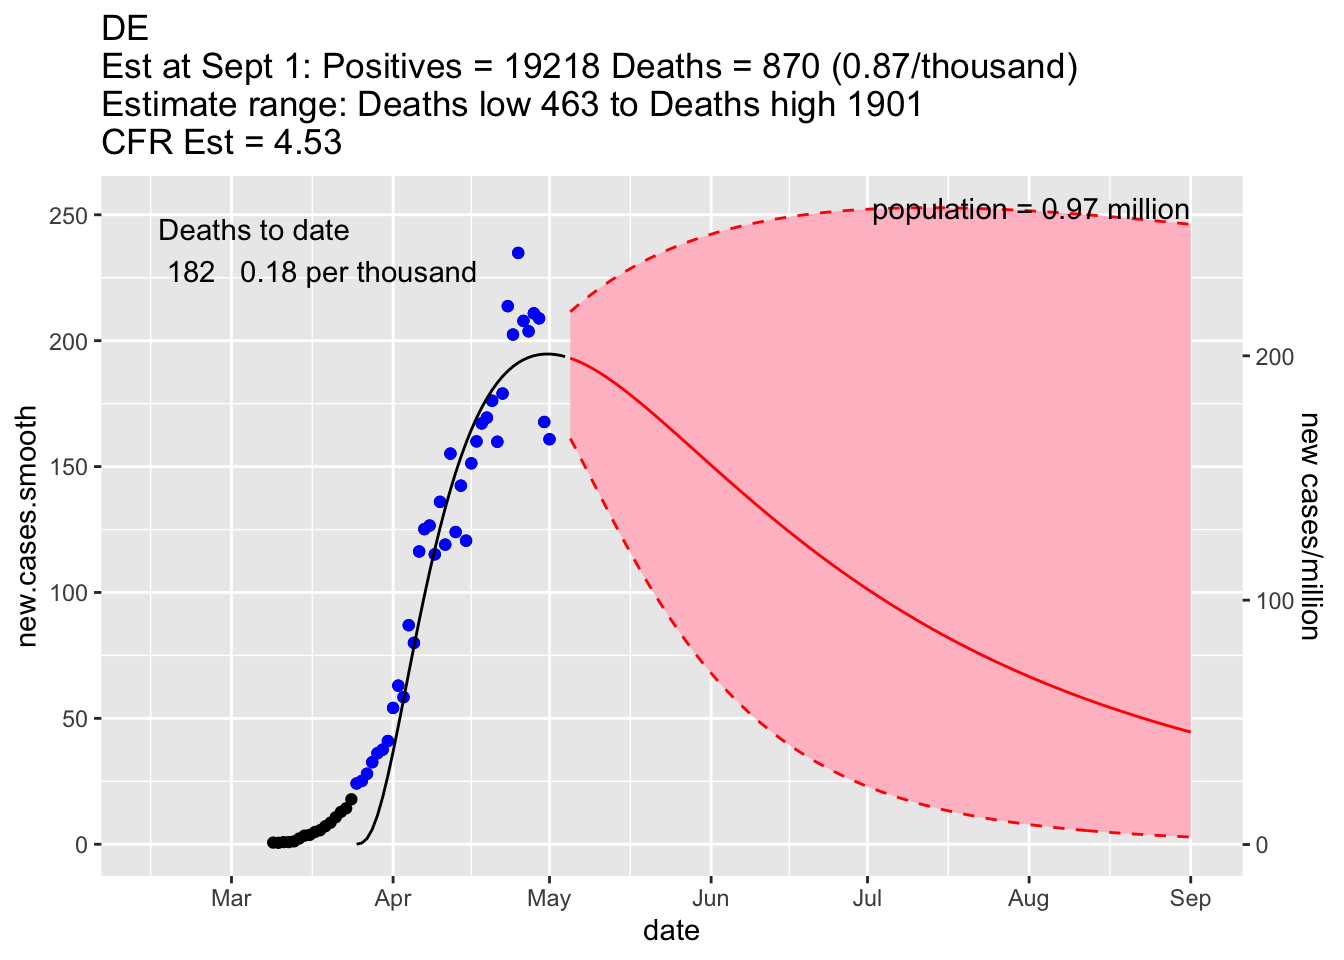 DE
Est at Sept 1: Positives = 19218 Deaths = 870 (0.87/thousand)
Estimate range: Deaths low 463 to Deaths high 1901
CFR Est = 4.53
population = 0.97 million
Deaths to date
182 0.18 per thousand
250
200
150
100
50
0
new.cases.smooth
200
100
0
new cases/million
Mar Apr May Jun Jul Aug Sep
date